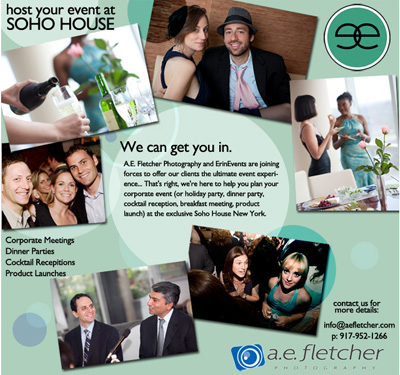 host your event at
SOHO HOUSE
ee
We can get you in.
A.E. Fletcher Photography and ErinEvents are joining
forces to offer our clients the ultimate event experi-
ence... That's right, we're here to help you plan your
corporate event (or holiday party, dinner party,
cocktail reception, breakfast meeting, product
launch) at the exclusive Soho House New York.
Corporate Meetings
Dinner Parties
Cocktail Recepitions
Product Launches
contact us for
more details:
info@aefletcher.com
p: 917-952-1266
a.e. fletcher
PHOTOGRAPHY